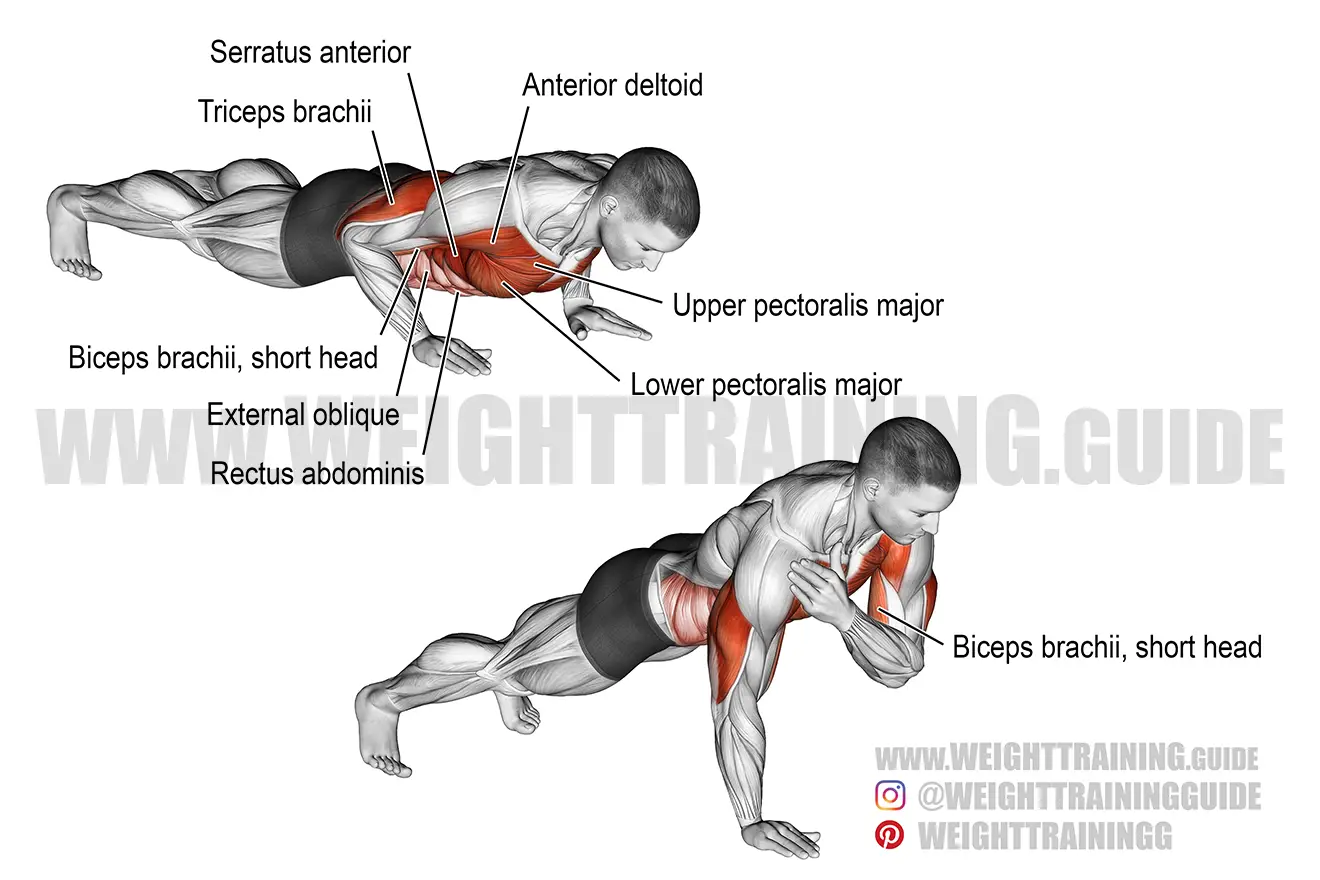 Serratus anterior
Anterior deltoid
Triceps brachii
Upper pectoralis major
Biceps brachii, short head
Lower pectoralis major
External oblique
WWW.WEIGHTTRAINING.GUIDE
Rectus abdominis
Biceps brachii, short head
WWW.WEIGHTTRAINING.GUIDE
@WEIGHTTRAININGGUIDE
WEIGHTTRAININGG